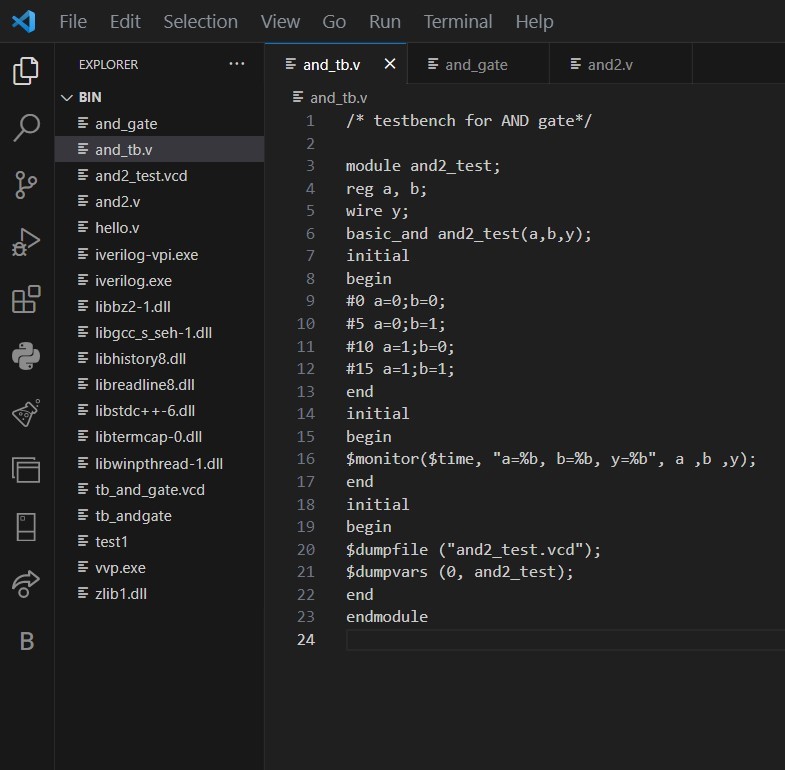 File Edit Selection View Go Run Terminal Help
EXPLORER ...
and_tb.v
and_gate
and2.v
BIN
and_gate
and_tb.v
and2_test.vcd
and2.v
hello.v
iverilog-vpi.exe
iverilog.exe
libbz2-1.dll
libgcc_s_seh-1.dll
libhistory8.dll
libreadline8.dll
libstdc++-6.dll
libtermcap-0.dll
libwinpthread-1.dll
tb_and_gate.vcd
tb_andgate
test1
vvp.exe
zlib1.dll
B
and_tb.v
1 /* testbench for AND gate*/
2
3 module and2_test;
4 reg a, b;
5 wire y;
6 basic_and and2_test(a,b,y);
7 initial
8 begin
9 #0 a=0;b=0;
10 #5 a=0;b=1;
11 #10 a=1;b=0;
12 #15 a=1;b=1;
13 end
14 initial
15 begin
16 $monitor($time, "a=%b, b=%b, y=%b", a ,b ,y);
17 end
18 initial
19 begin
20 $dumpfile ("and2_test.vcd");
21 $dumpvars (0, and2_test);
22 end
23 endmodule
24